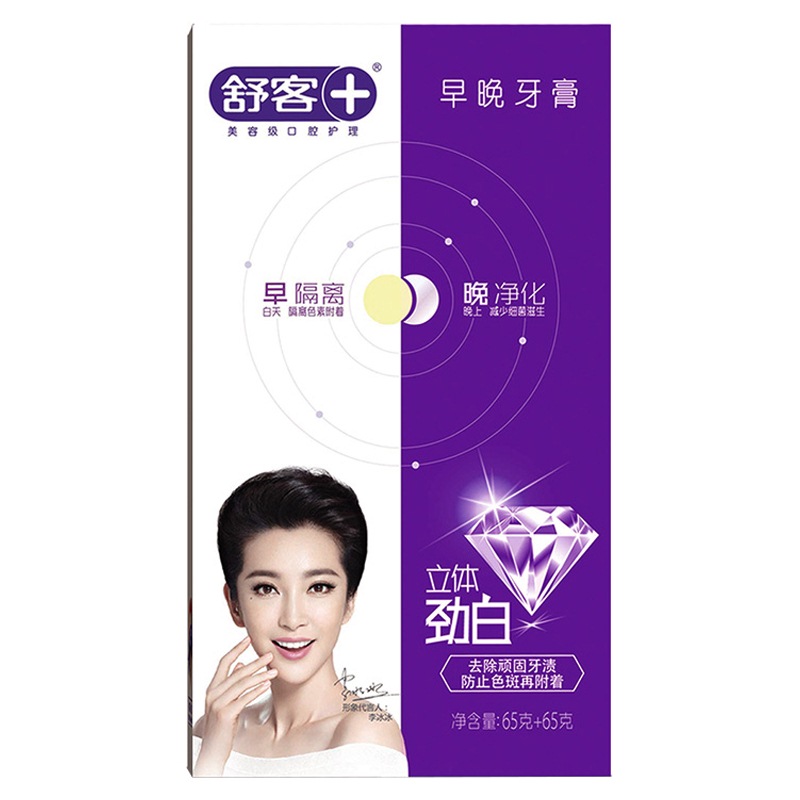 舒客+®
美容级口腔护理
早晚牙膏
早 隔离
白天 隔离色素附着
晚 净化
晚上 减少细菌滋生
立体
劲白
去除顽固牙渍
防止色斑再附着
形象代言人：
李冰冰
净含量：65克+65克